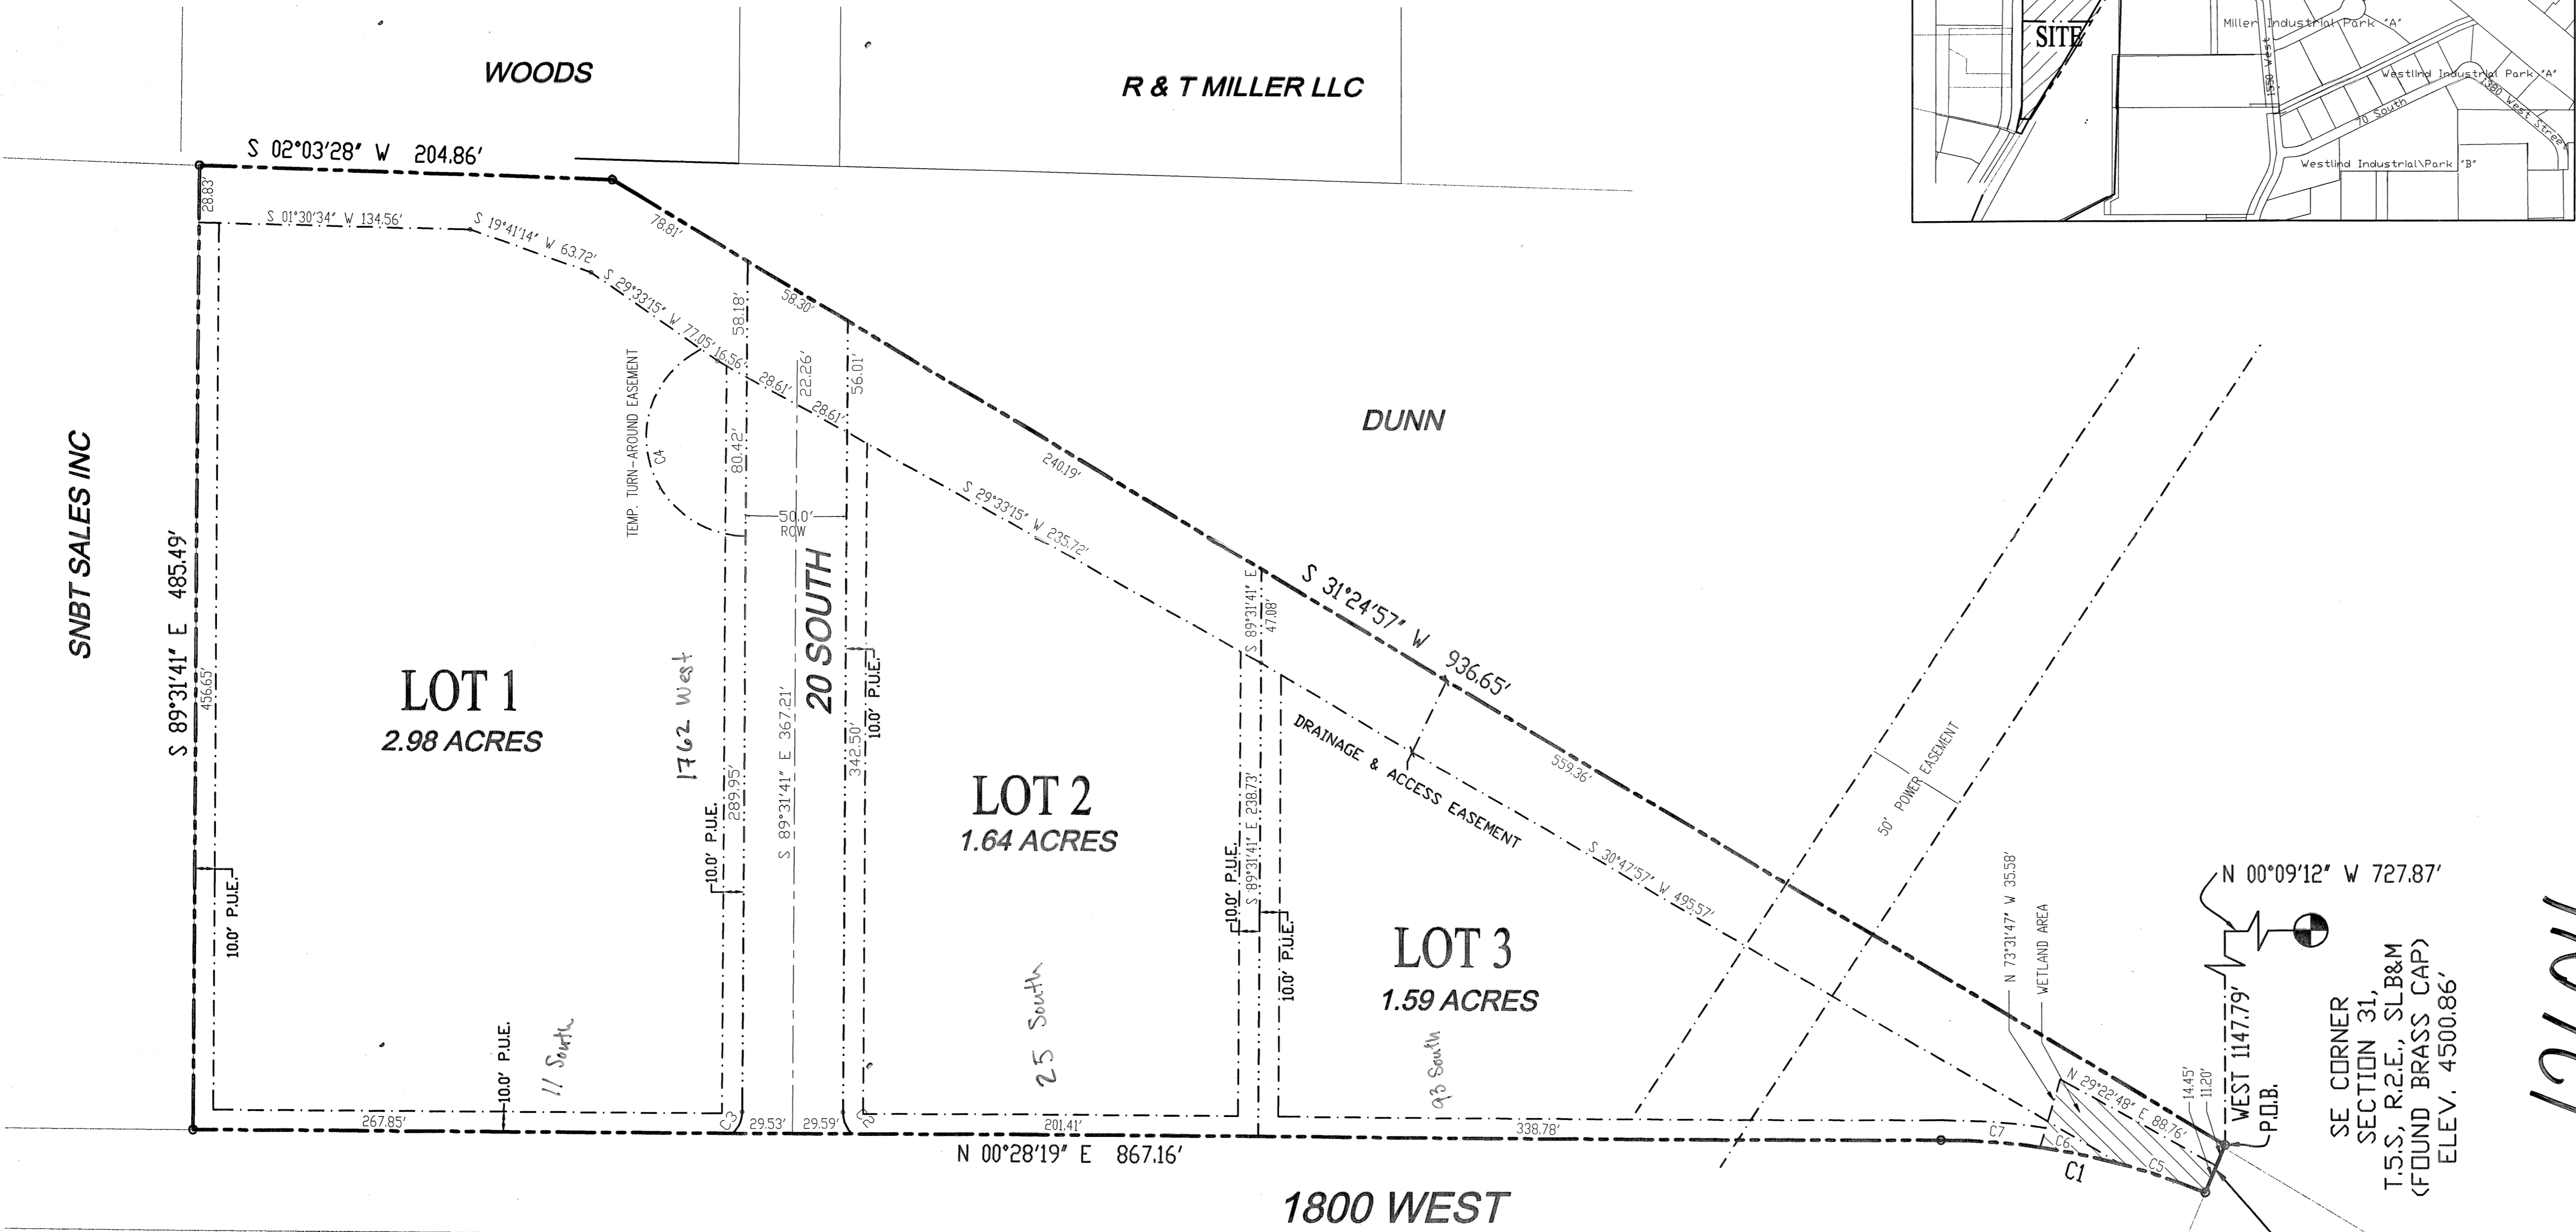 WOODS
R & T MILLER LLC
SITE
Miller Industrial Park "A"
Westlind Industrial Park "A"
1550 West
70 South
1380 West Street
Westlind Industrial Park "B"
S 02°03'28" W 204.86'
28.83'
S 01°30'34" W 134.56'
S 19°41'14" W 63.72'
S 29°33'15" W 77.05'
16.56'
78.81'
58.30'
58.18'
22.26'
56.01'
28.61'
28.61'
TEMP. TURN-AROUND EASEMENT
C4
80.42'
50.0'
ROW
DUNN
240.19'
S 29°33'15" W 235.72'
SNBT SALES INC
S 89°31'41" E 485.49'
456.65'
LOT 1
2.98 ACRES
1762 West
20 SOUTH
S 89°31'41" E 367.21'
289.95'
342.50'
10.0' P.U.E.
10.0' P.U.E.
10.0' P.U.E.
10.0' P.U.E.
11 South
LOT 2
1.64 ACRES
25 South
S 89°31'41" E
47.08'
S 89°31'41" E 238.73'
10.0' P.U.E.
10.0' P.U.E.
S 31°24'57" W 936.65'
DRAINAGE & ACCESS EASEMENT
559.36'
S 30°47'57" W 495.57'
50' POWER EASEMENT
LOT 3
1.59 ACRES
93 South
N 73°31'47" W 35.58'
WETLAND AREA
N 29°22'48" E 88.76'
14.45'
11.20'
N 00°09'12" W 727.87'
WEST 1147.79'
P.O.B.
SE CORNER
SECTION 31,
T.5.S, R.2.E., SLB&M
(FOUND BRASS CAP)
ELEV. 4500.86'
267.85'
C3
29.53'
29.59'
C2
201.41'
338.78'
C7
C6
C5
C1
N 00°28'19" E 867.16'
1800 WEST